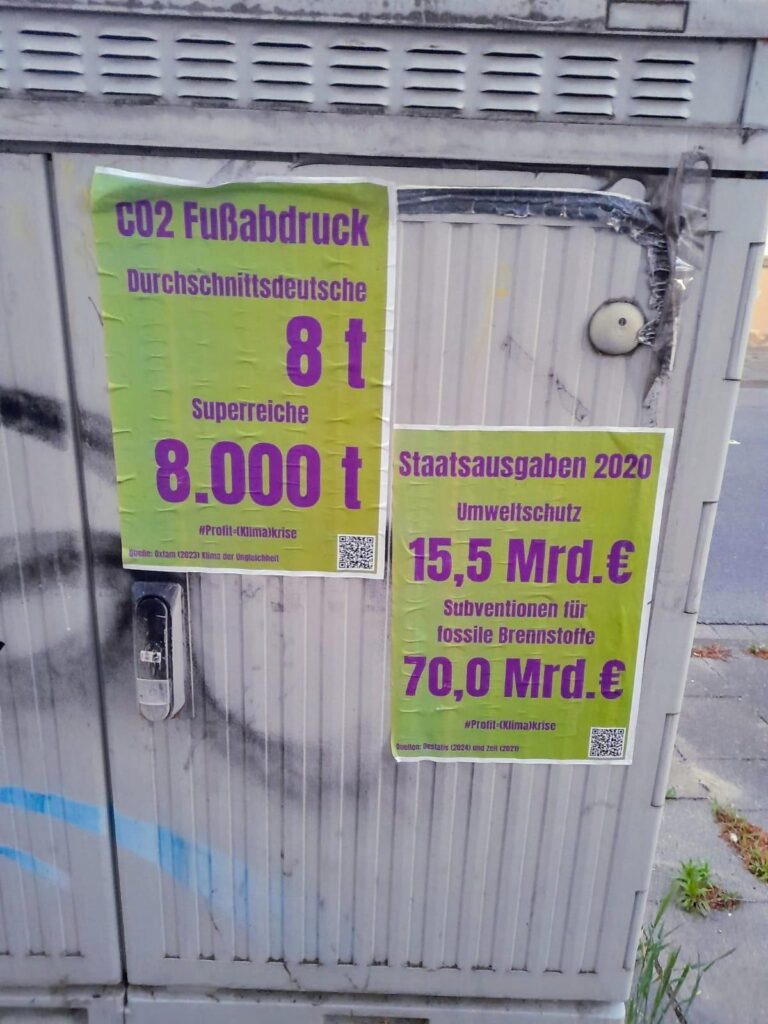 CO2 Fußabdruck
Durchschnittsdeutsche
8 t
Superreiche
8.000 t
#Profit=(Klima)krise
Quelle: Oxfam (2023) Klima der Ungleichheit
Staatsausgaben 2020
Umweltschutz
15,5 Mrd.€
Subventionen für
fossile Brennstoffe
70,0 Mrd.€
#Profit=(Klima)krise
Quellen: Destatis (2024) und Zeit (2021)